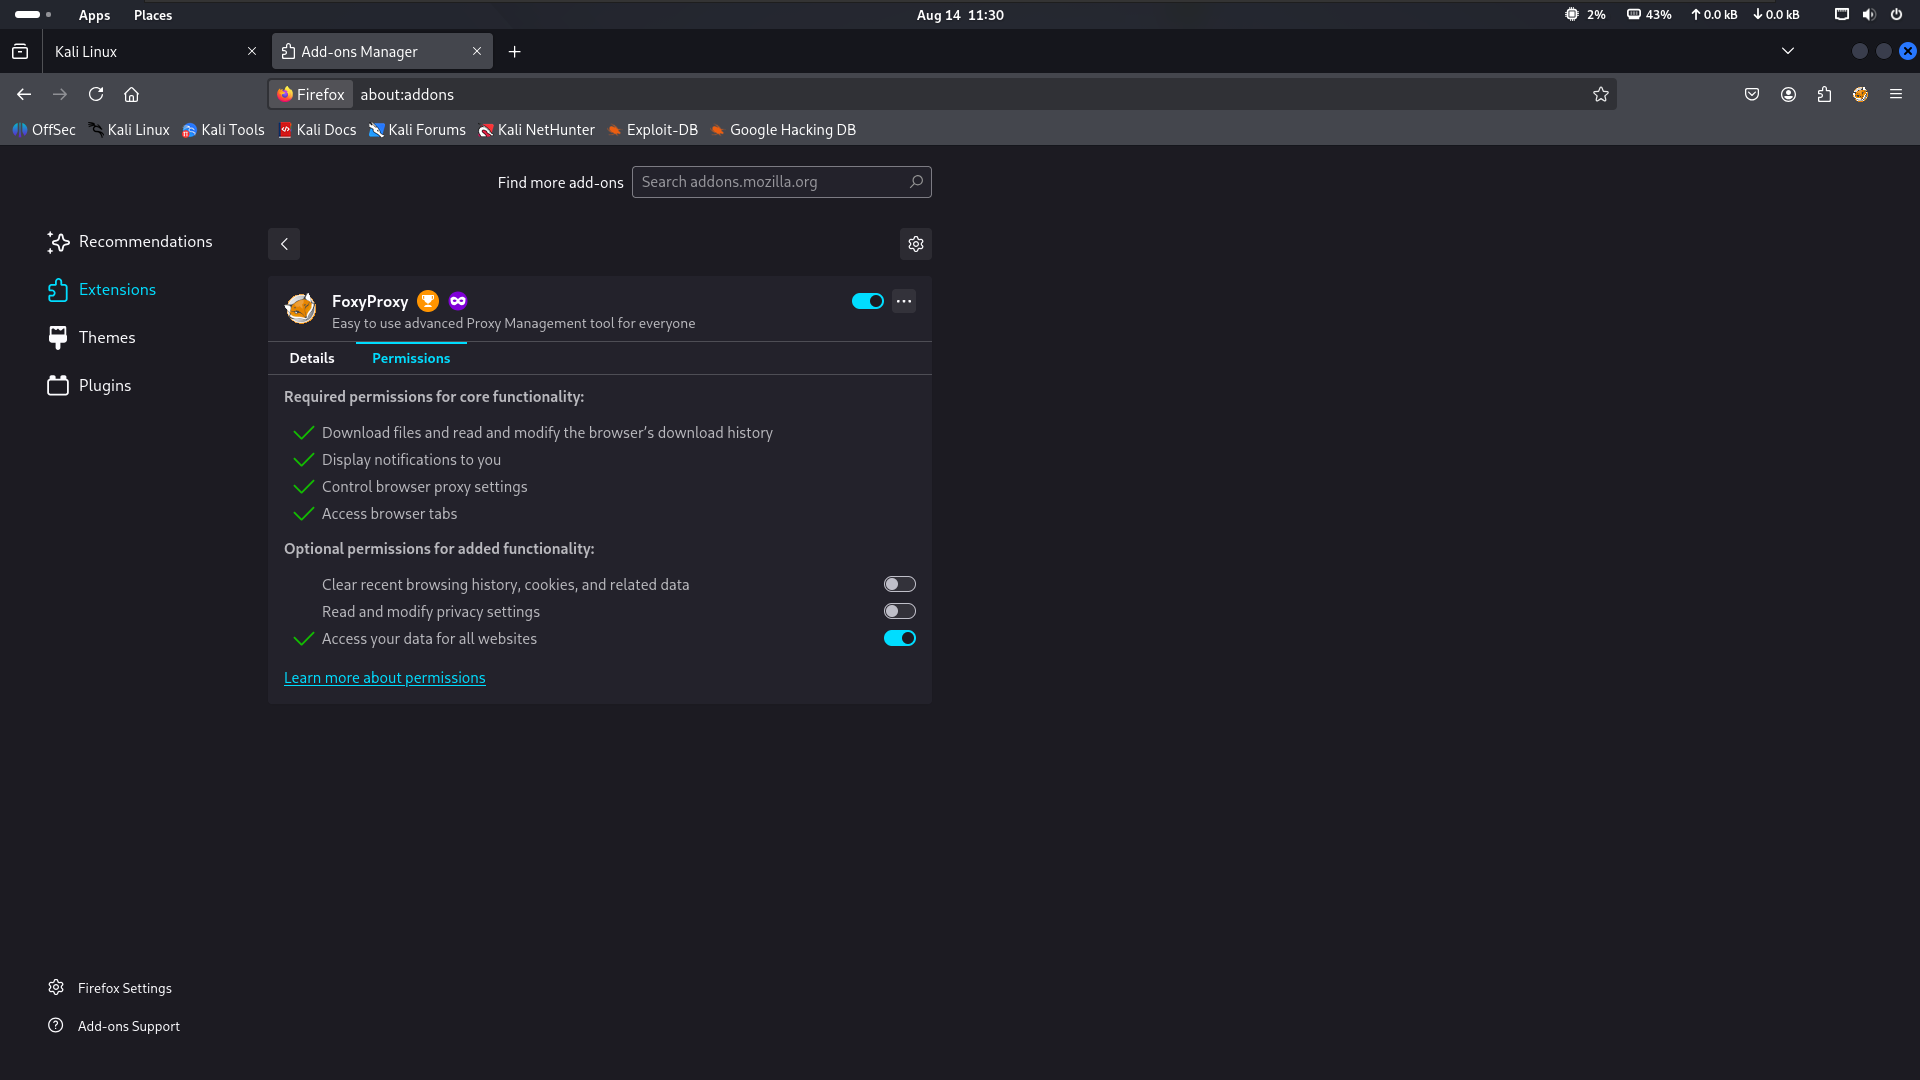 Apps Places Aug 14 11:30 2% 43% 0.0 kB 0.0 kB
Kali Linux Add-ons Manager
Firefox about:addons
OffSec Kali Linux Kali Tools Kali Docs Kali Forums Kali NetHunter Exploit-DB Google Hacking DB
Find more add-ons Search addons.mozilla.org
Recommendations
Extensions
Themes
Plugins
FoxyProxy
Easy to use advanced Proxy Management tool for everyone
Details Permissions
Required permissions for core functionality:
Download files and read and modify the browser’s download history
Display notifications to you
Control browser proxy settings
Access browser tabs
Optional permissions for added functionality:
Clear recent browsing history, cookies, and related data
Read and modify privacy settings
Access your data for all websites
Learn more about permissions
Firefox Settings
Add-ons Support